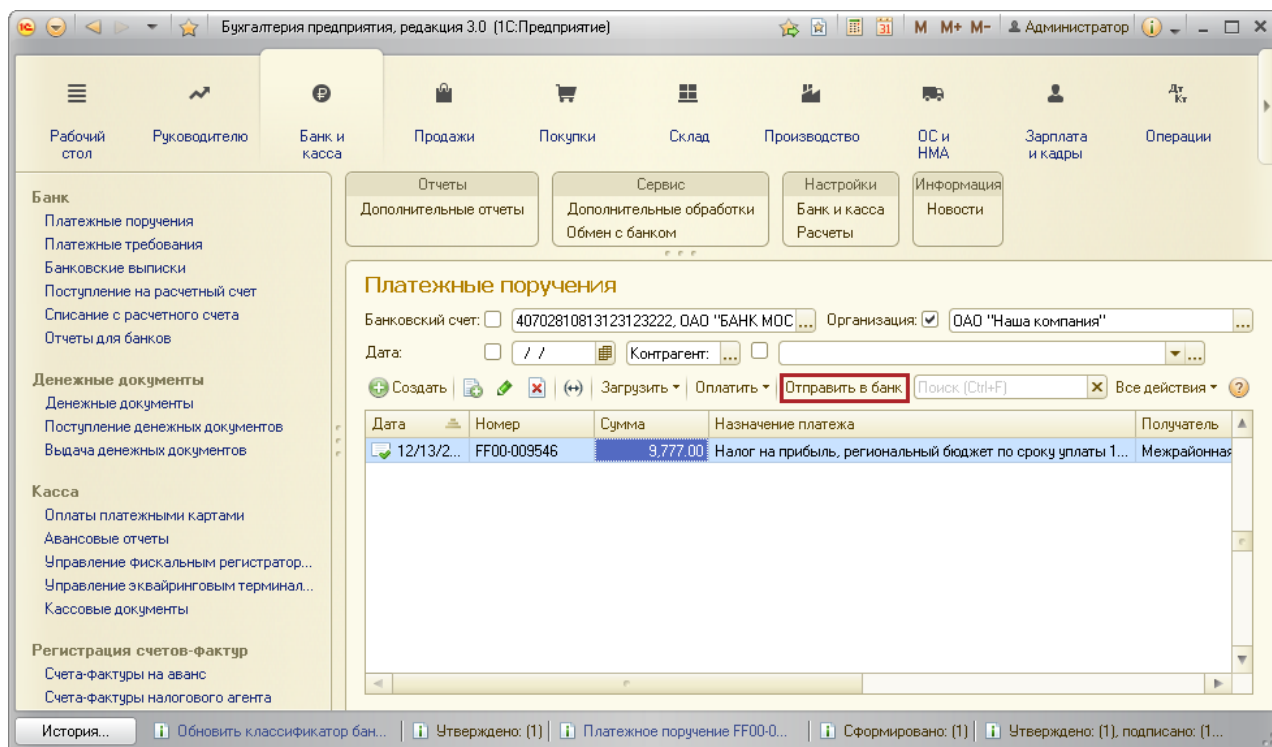 Бухгалтерия предприятия, редакция 3.0 (1С:Предприятие)
31 M M+ M- Администратор
Рабочий стол
Руководителю
Банк и касса
Продажи
Покупки
Склад
Производство
ОС и НМА
Зарплата и кадры
Дт Кт
Операции
Банк
Платежные поручения
Платежные требования
Банковские выписки
Поступление на расчетный счет
Списание с расчетного счета
Отчеты для банков
Денежные документы
Денежные документы
Поступление денежных документов
Выдача денежных документов
Касса
Оплаты платежными картами
Авансовые отчеты
Управление фискальным регистратор...
Управление эквайринговым терминал...
Кассовые документы
Регистрация счетов-фактур
Счета-фактуры на аванс
Счета-фактуры налогового агента
Отчеты
Дополнительные отчеты
Сервис
Дополнительные обработки
Обмен с банком
Настройки
Банк и касса
Расчеты
Информация
Новости
Платежные поручения
Банковский счет: 40702810813123123222, ОАО "БАНК МОС ... Организация: ОАО "Наша компания" ...
Дата: / / Контрагент: ... ...
Создать Загрузить Оплатить Отправить в банк Поиск (Ctrl+F) Все действия ?
Дата Номер Сумма Назначение платежа Получатель
12/13/2... FF00-009546 9,777.00 Налог на прибыль, региональный бюджет по сроку уплаты 1... Межрайонная
История... Обновить классификатор бан... Утверждено: (1) Платежное поручение FF00-0... Сформировано: (1) Утверждено: (1), подписано: (1...